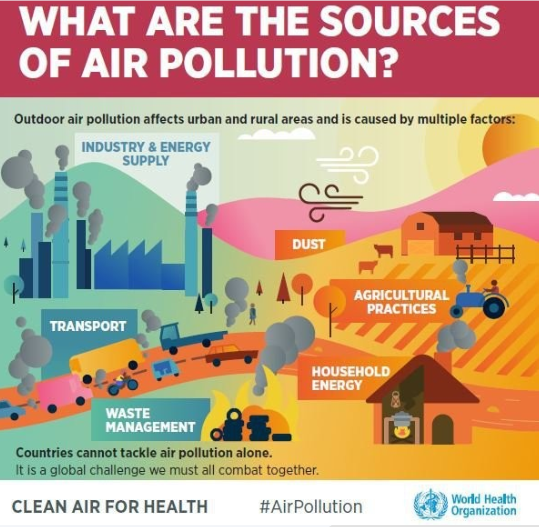 WHAT ARE THE SOURCES
OF AIR POLLUTION?
Outdoor air pollution affects urban and rural areas and is caused by multiple factors:
INDUSTRY & ENERGY
SUPPLY
DUST
AGRICULTURAL
PRACTICES
TRANSPORT
HOUSEHOLD
ENERGY
WASTE
MANAGEMENT
Countries cannot tackle air pollution alone.
It is a global challenge we must all combat together.
CLEAN AIR FOR HEALTH
#AirPollution
World Health
Organization